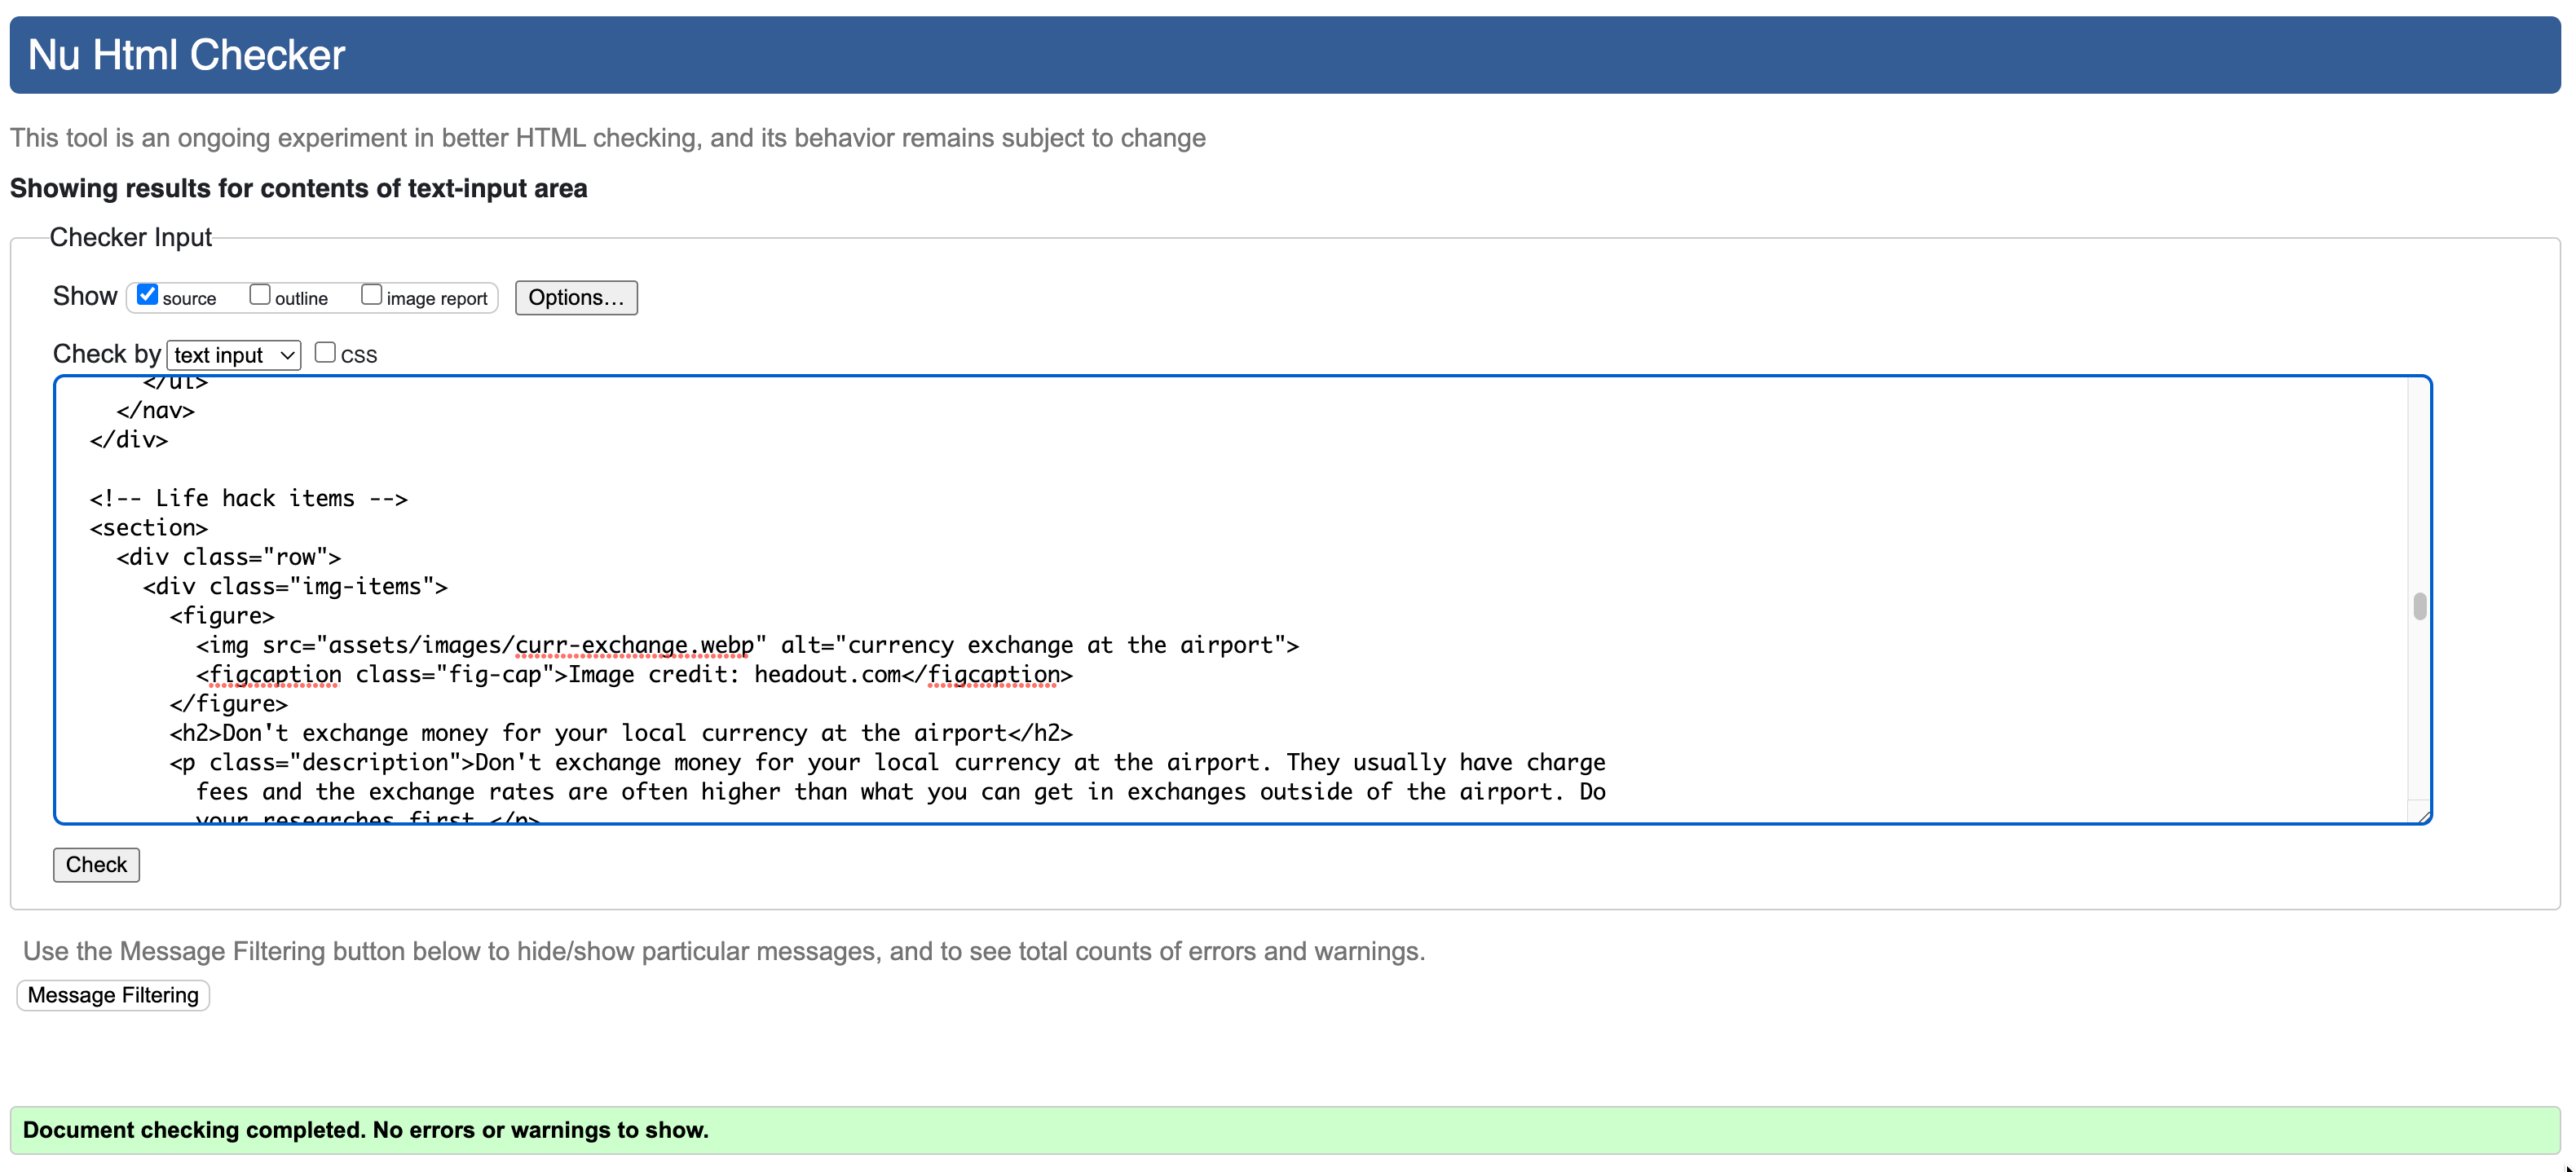 Nu Html Checker
This tool is an ongoing experiment in better HTML checking, and its behavior remains subject to change
Showing results for contents of text-input area
Checker Input
Show source outline image report Options...
Check by text input CSS
</ul>
</nav>
</div>
<!-- Life hack items -->
<section>
<div class="row">
<div class="img-items">
<figure>
<img src="assets/images/curr-exchange.webp" alt="currency exchange at the airport">
<figcaption class="fig-cap">Image credit: headout.com</figcaption>
</figure>
<h2>Don't exchange money for your local currency at the airport</h2>
<p class="description">Don't exchange money for your local currency at the airport. They usually have charge
fees and the exchange rates are often higher than what you can get in exchanges outside of the airport. Do
your researches first.</p>
Check
Use the Message Filtering button below to hide/show particular messages, and to see total counts of errors and warnings.
Message Filtering
Document checking completed. No errors or warnings to show.